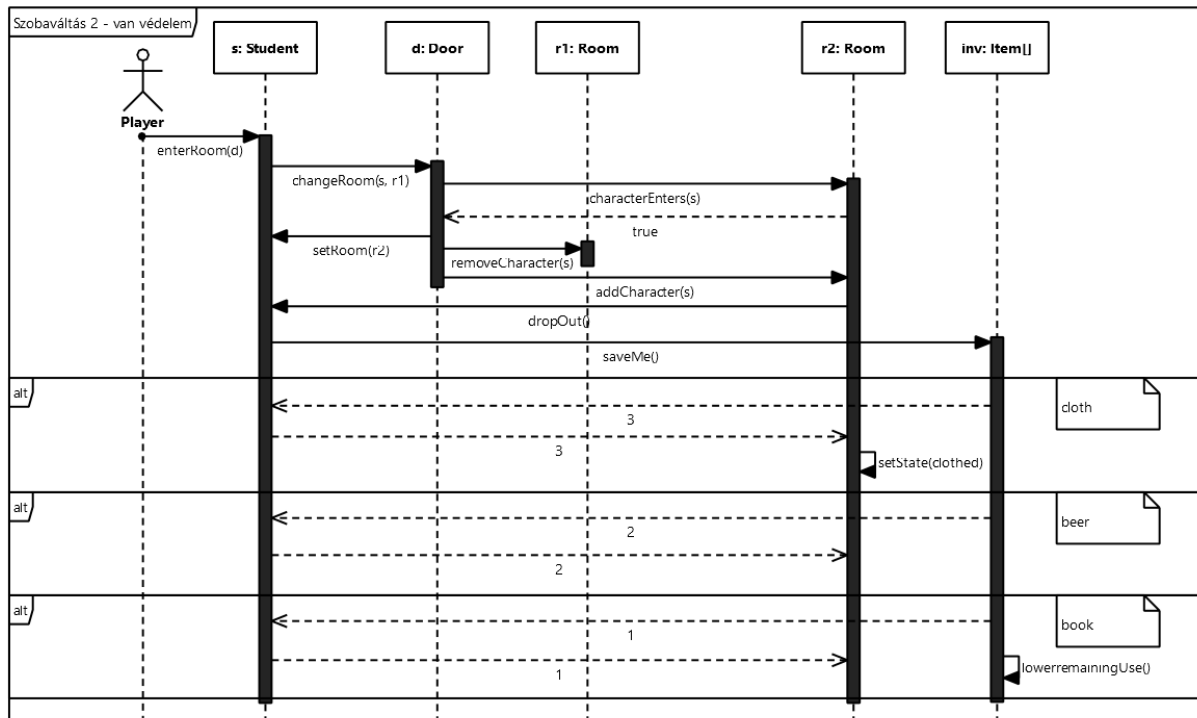 Szobaváltás 2 - van védelem
s: Student
d: Door
r1: Room
r2: Room
inv: Item[]
Player
enterRoom(d)
changeRoom(s, r1)
characterEnters(s)
true
setRoom(r2)
removeCharacter(s)
addCharacter(s)
dropOut()
saveMe()
alt
cloth
3
3
setState(clothed)
alt
beer
2
2
alt
book
1
1
lowerremainingUse()